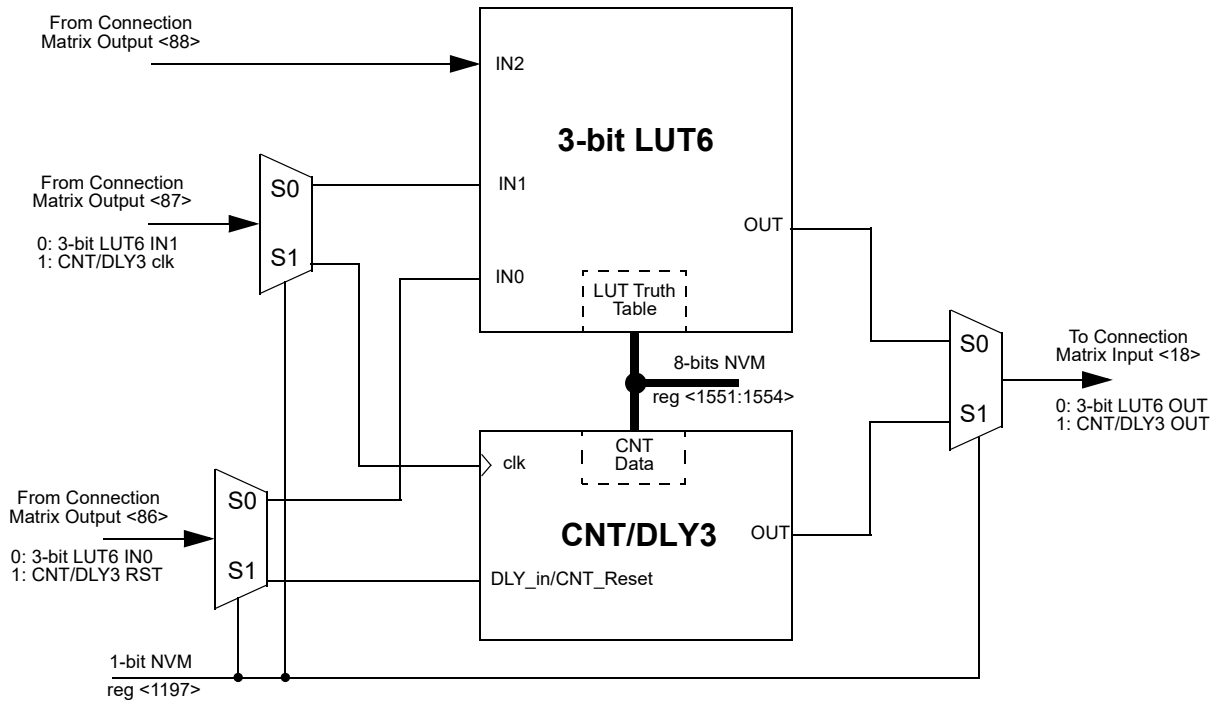 From Connection
Matrix Output <88>
IN2
3-bit LUT6
From Connection
Matrix Output <87>
0: 3-bit LUT6 IN1
1: CNT/DLY3 clk
S0
S1
IN1
IN0
OUT
LUT Truth
Table
8-bits NVM
reg <1551:1554>
S0
S1
To Connection
Matrix Input <18>
0: 3-bit LUT6 OUT
1: CNT/DLY3 OUT
CNT
Data
clk
CNT/DLY3
OUT
DLY_in/CNT_Reset
From Connection
Matrix Output <86>
0: 3-bit LUT6 IN0
1: CNT/DLY3 RST
S0
S1
1-bit NVM
reg <1197>